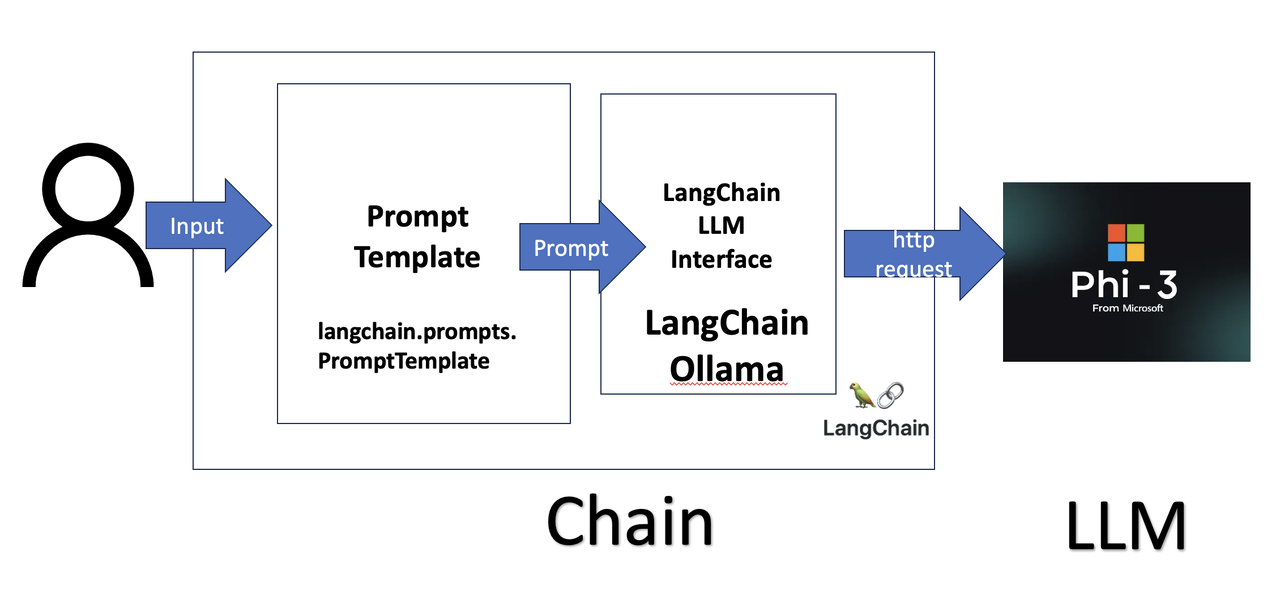 Input
Prompt
Template
langchain.prompts.
PromptTemplate
Prompt
LangChain
LLM
Interface
LangChain
Ollama
LangChain
http
request
Phi - 3
From Microsoft
Chain
LLM